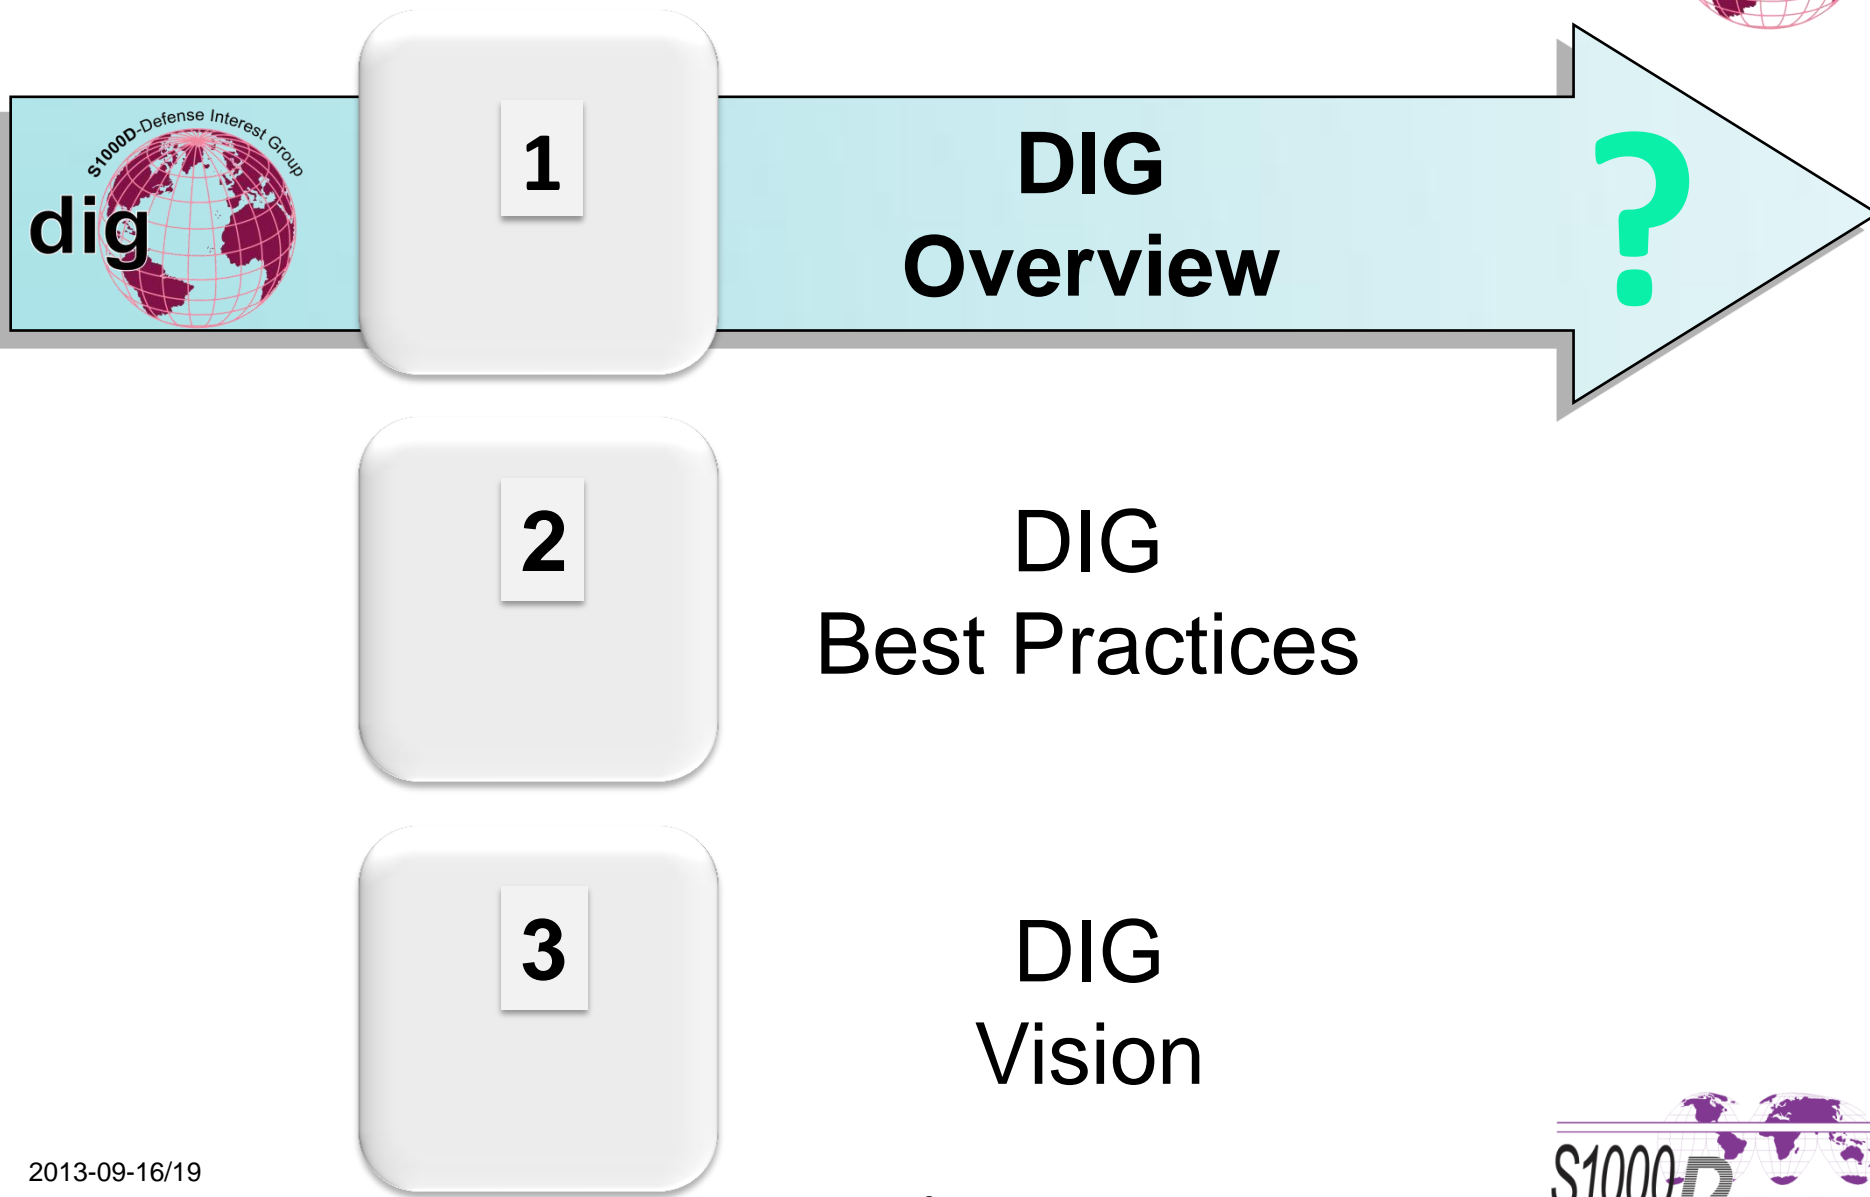 S1000D-Defense Interest Group
dig
1
DIG
Overview
?
2
DIG
Best Practices
3
DIG
Vision
2013-09-16/19
S1000D